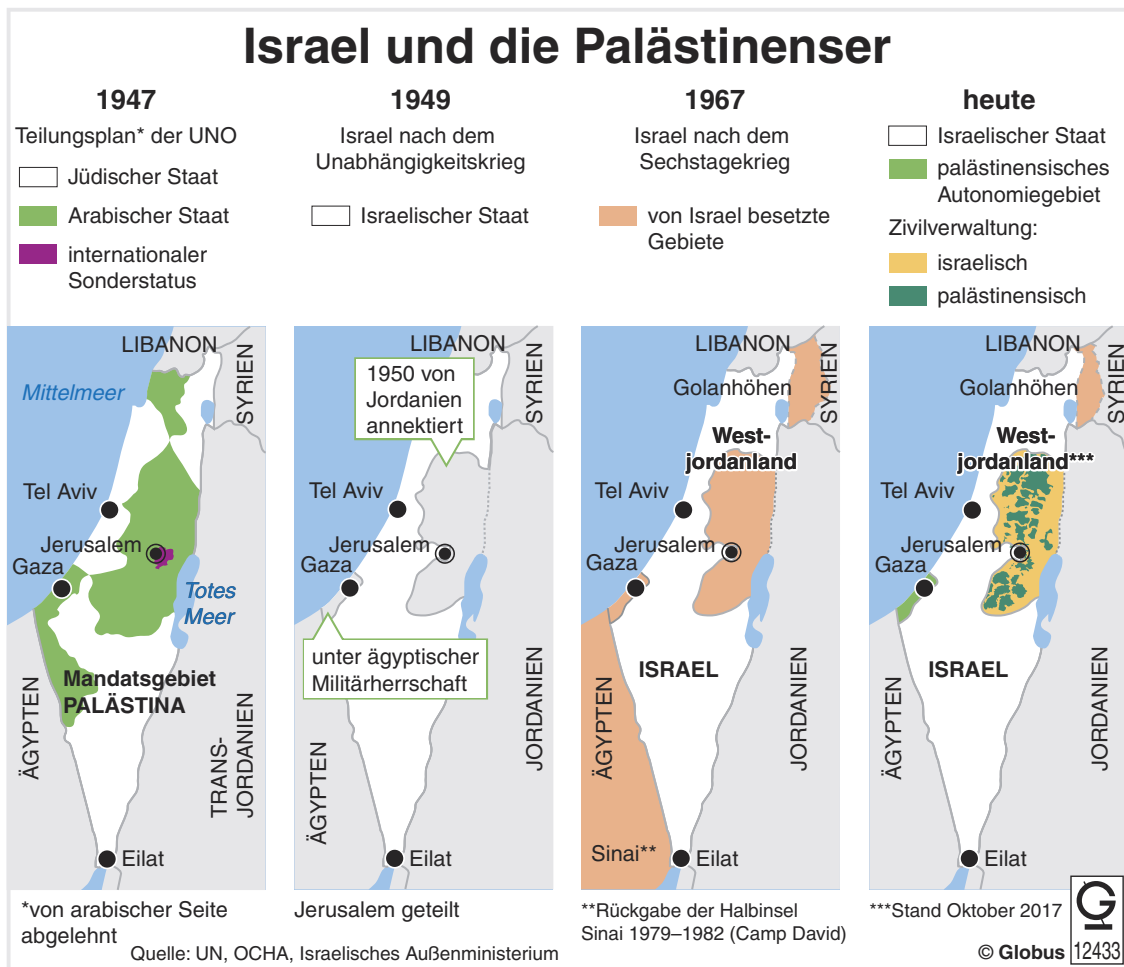 Israel und die Palästinenser
1947
Teilungsplan* der UNO
Jüdischer Staat
Arabischer Staat
internationaler
Sonderstatus
1949
Israel nach dem
Unabhängigkeitskrieg
Israelischer Staat
1967
Israel nach dem
Sechstagekrieg
von Israel besetzte
Gebiete
heute
Israelischer Staat
palästinensisches
Autonomiegebiet
Zivilverwaltung:
israelisch
palästinensisch
LIBANON
SYRIEN
Mittelmeer
Tel Aviv
Jerusalem
Gaza
Totes
Meer
Mandatsgebiet
PALÄSTINA
ÄGYPTEN
TRANS-
JORDANIEN
Eilat
*von arabischer Seite
abgelehnt
LIBANON
SYRIEN
1950 von
Jordanien
annektiert
Tel Aviv
Jerusalem
Gaza
unter ägyptischer
Militärherrschaft
ÄGYPTEN
JORDANIEN
Eilat
Jerusalem geteilt
LIBANON
SYRIEN
Golanhöhen
West-
jordanland
Tel Aviv
Jerusalem
Gaza
ISRAEL
ÄGYPTEN
JORDANIEN
Sinai**
Eilat
**Rückgabe der Halbinsel
Sinai 1979–1982 (Camp David)
LIBANON
SYRIEN
Golanhöhen
West-
jordanland***
Tel Aviv
Jerusalem
Gaza
ISRAEL
ÄGYPTEN
JORDANIEN
Eilat
***Stand Oktober 2017
Quelle: UN, OCHA, Israelisches Außenministerium
© Globus
G
12433